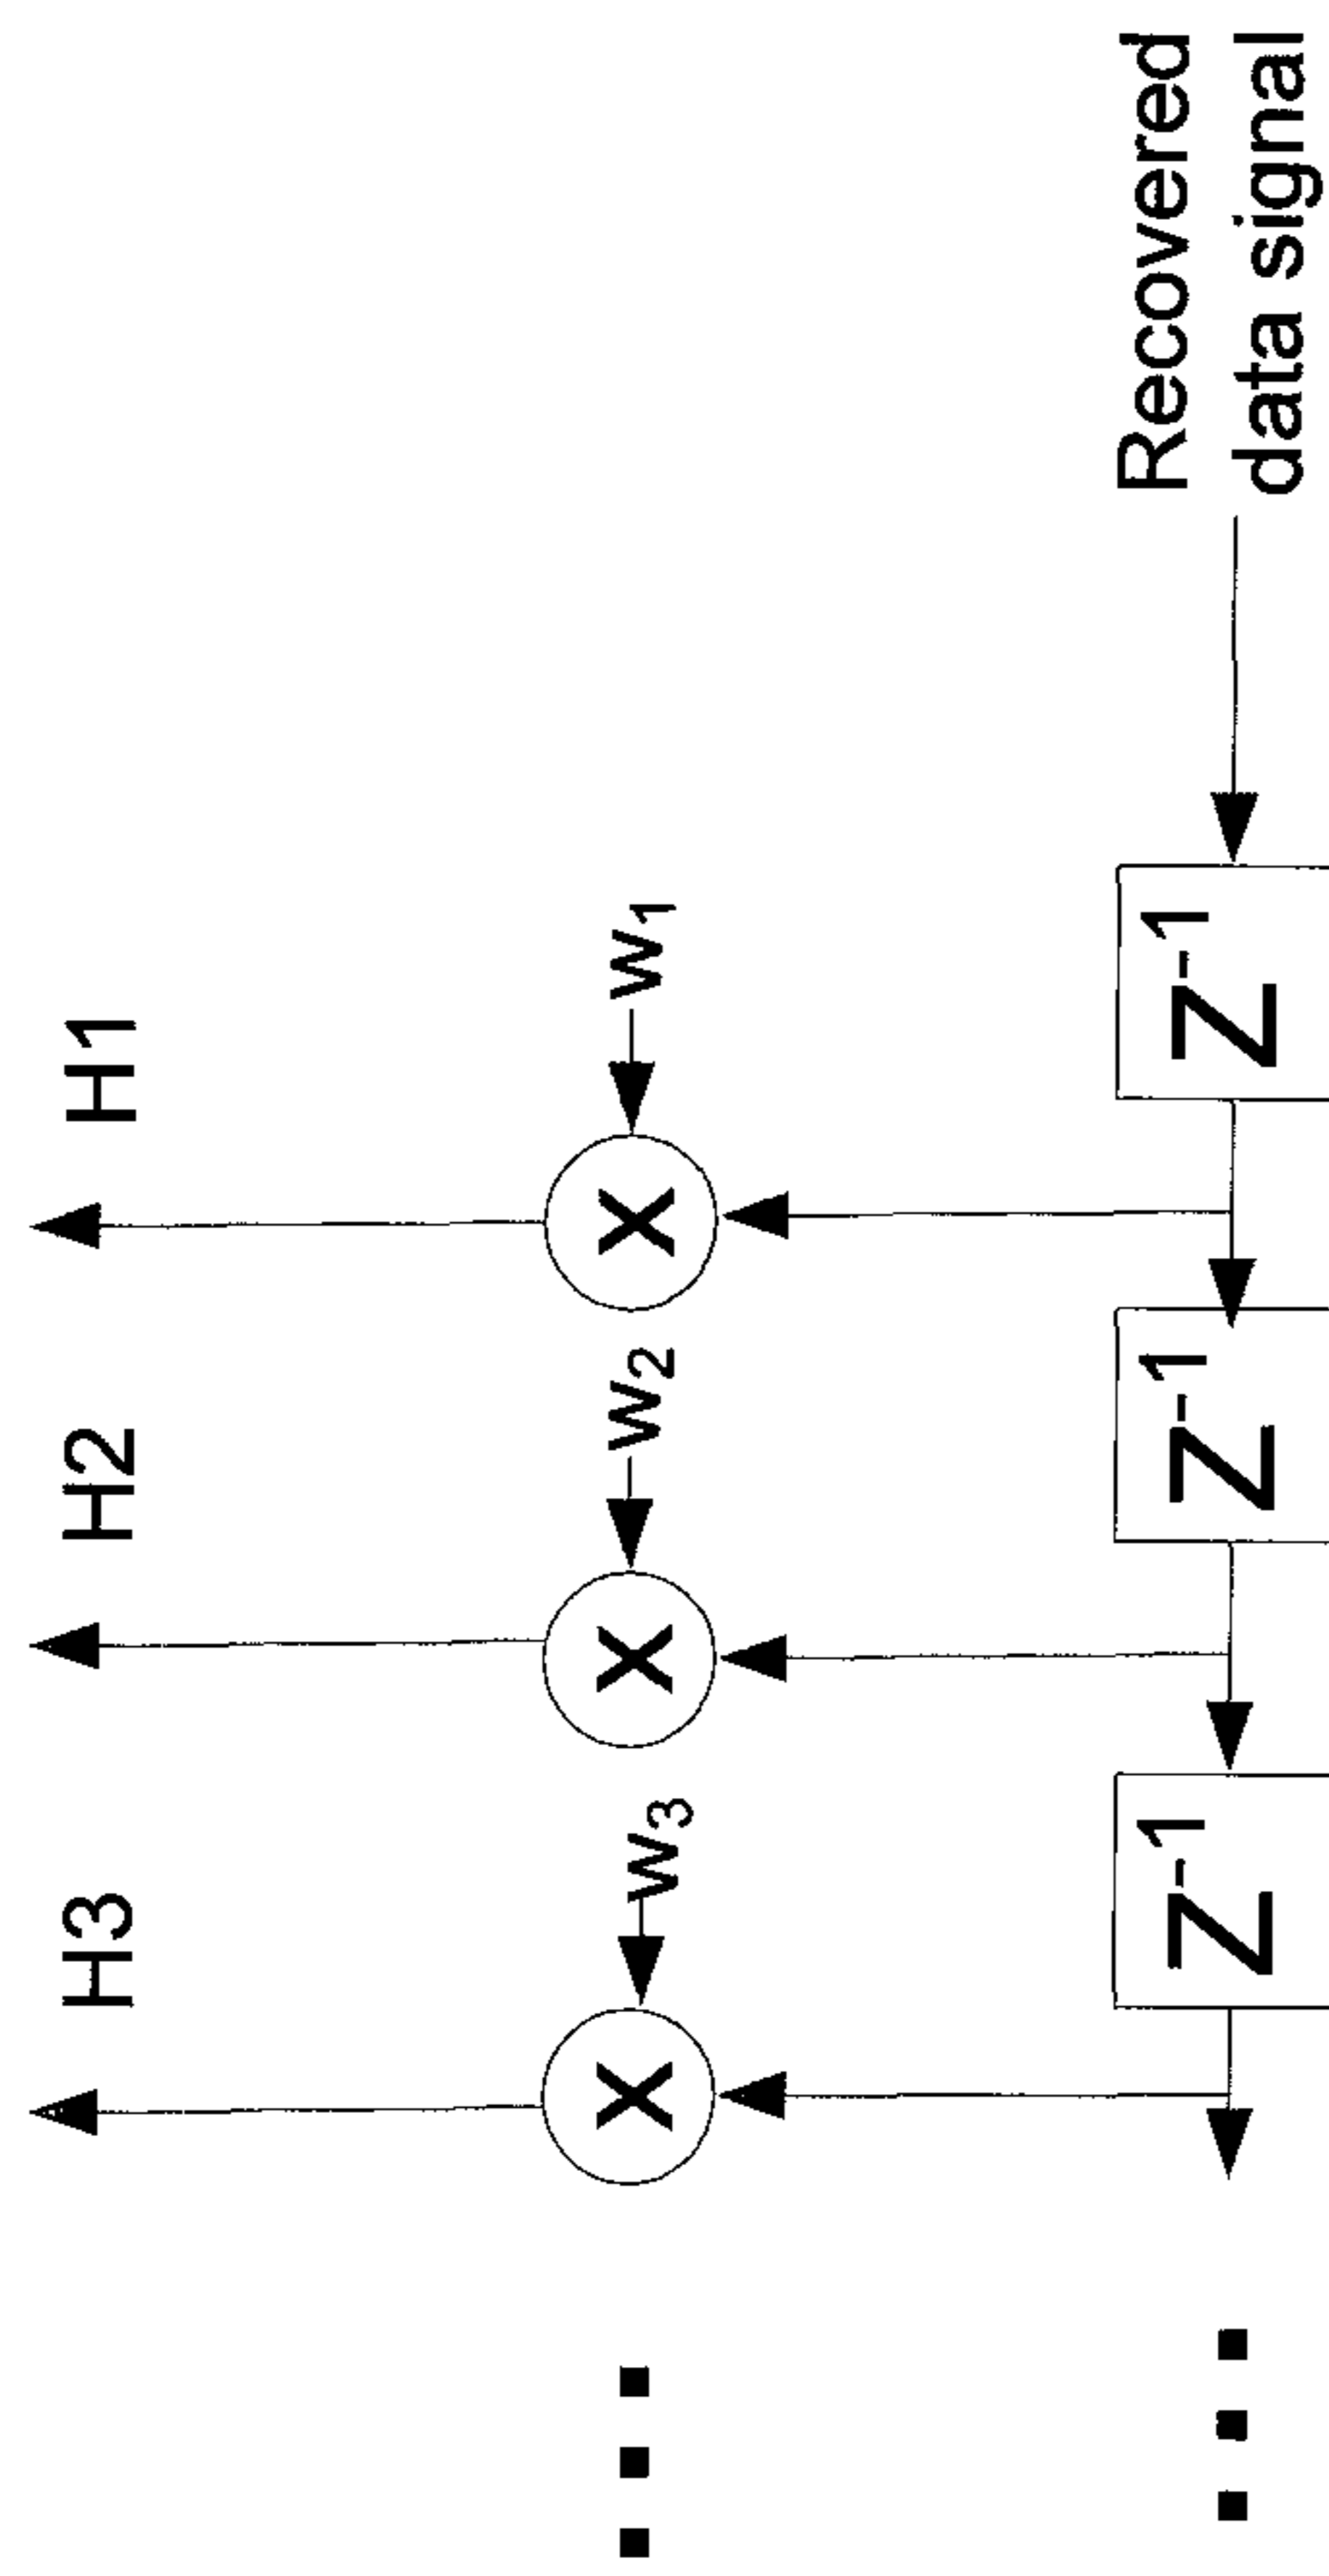 H3
H2
H1
X
w₃
X
w₂
X
w₁
Z⁻¹
Z⁻¹
Z⁻¹
Recovered
data signal